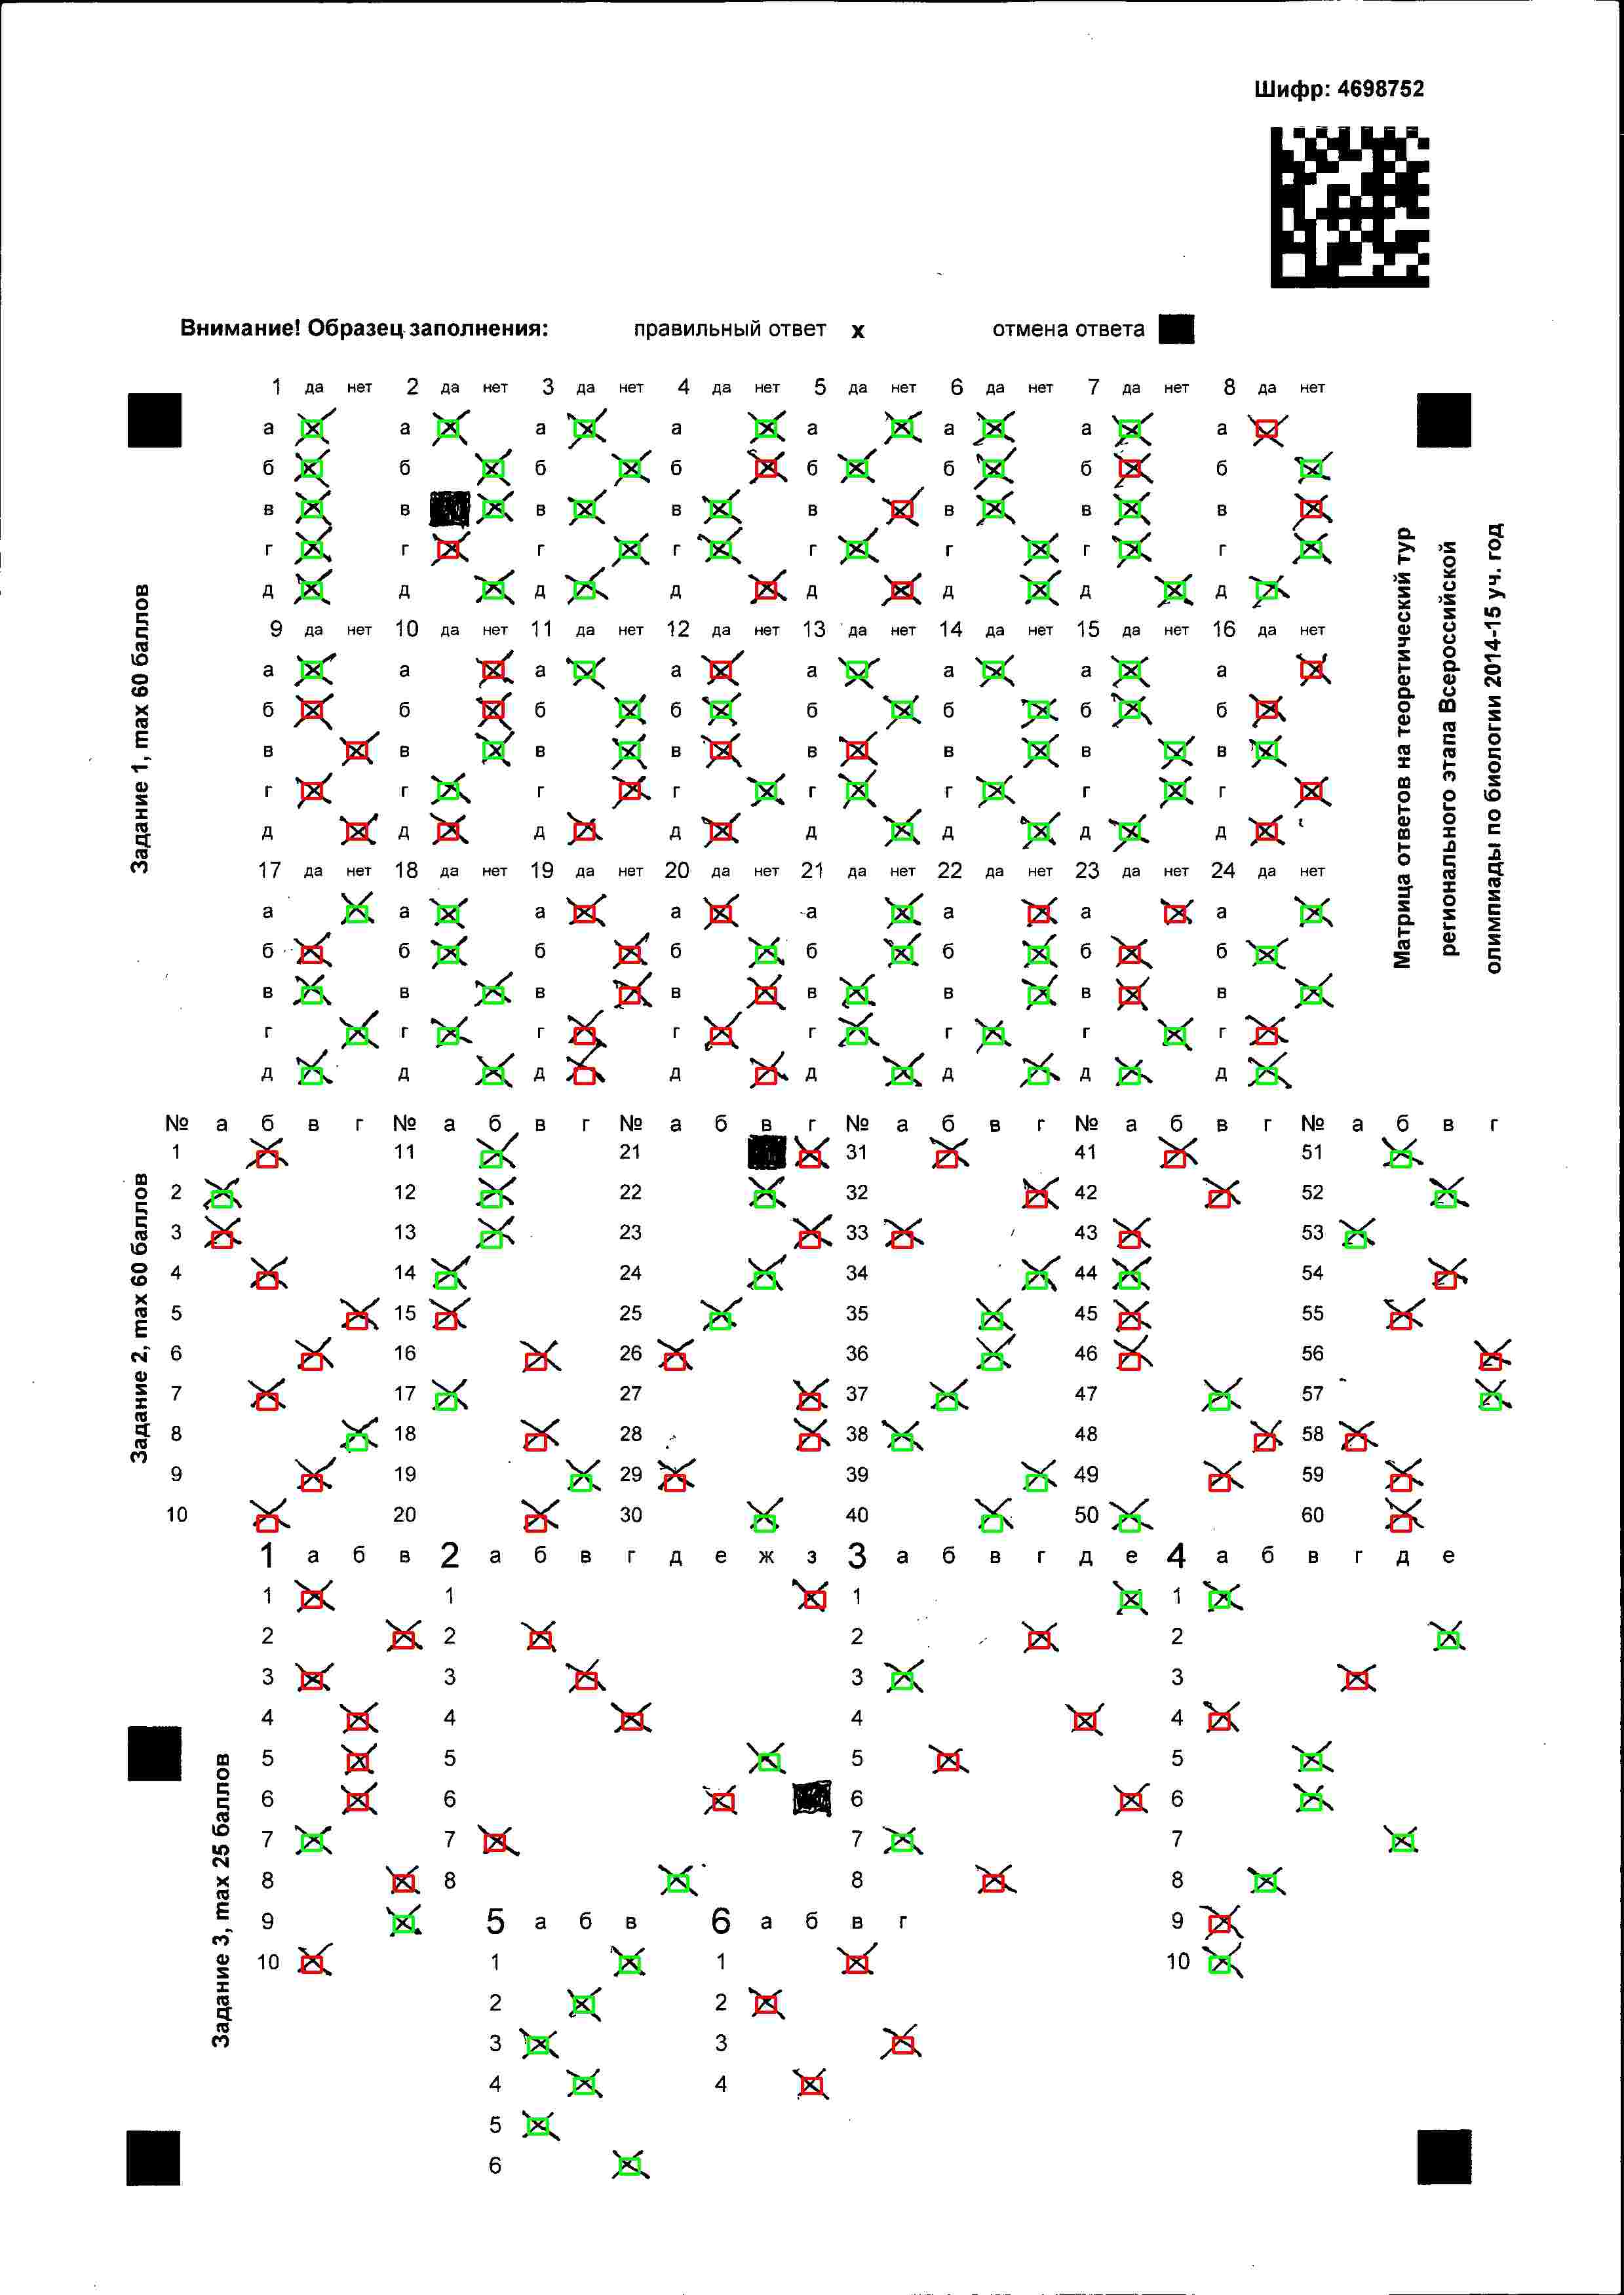 Шифр: 4698752
Внимание! Образец заполнения: правильный ответ х отмена ответа
1 да нет 2 да нет 3 да нет 4 да нет 5 да нет 6 да нет 7 да нет 8 да нет
а а а а а а а а
б б б б б б б б
в в в в в в в в
г г г г г г г г
д д д д д д д д
9 да нет 10 да нет 11 да нет 12 да нет 13 да нет 14 да нет 15 да нет 16 да нет
а а а а а а а а
б б б б б б б б
в в в в в в в в
г г г г г г г г
д д д д д д д д
17 да нет 18 да нет 19 да нет 20 да нет 21 да нет 22 да нет 23 да нет 24 да нет
а а а а а а а а
б б б б б б б б
в в в в в в в в
г г г г г г г г
д д д д д д д д
Задание 1, max 60 баллов
Матрица ответов на теоретический тур
регионального этапа Всероссийской
олимпиады по биологии 2014-15 уч. год
№ а б в г № а б в г № а б в г № а б в г № а б в г № а б в г
1 11 21 31 41 51
2 12 22 32 42 52
3 13 23 33 43 53
4 14 24 34 44 54
5 15 25 35 45 55
6 16 26 36 46 56
7 17 27 37 47 57
8 18 28 38 48 58
9 19 29 39 49 59
10 20 30 40 50 60
Задание 2, max 60 баллов
1 а б в 2 а б в г д е ж з 3 а б в г д е 4 а б в г д е
1 1 1 1
2 2 2 2
3 3 3 3
4 4 4 4
5 5 5 5
6 6 6 6
7 7 7 7
8 8 8 8
9 5 а б в 6 а б в г 9
10 1 1 10
2 2
3 3
4 4
5
6
Задание 3, max 25 баллов